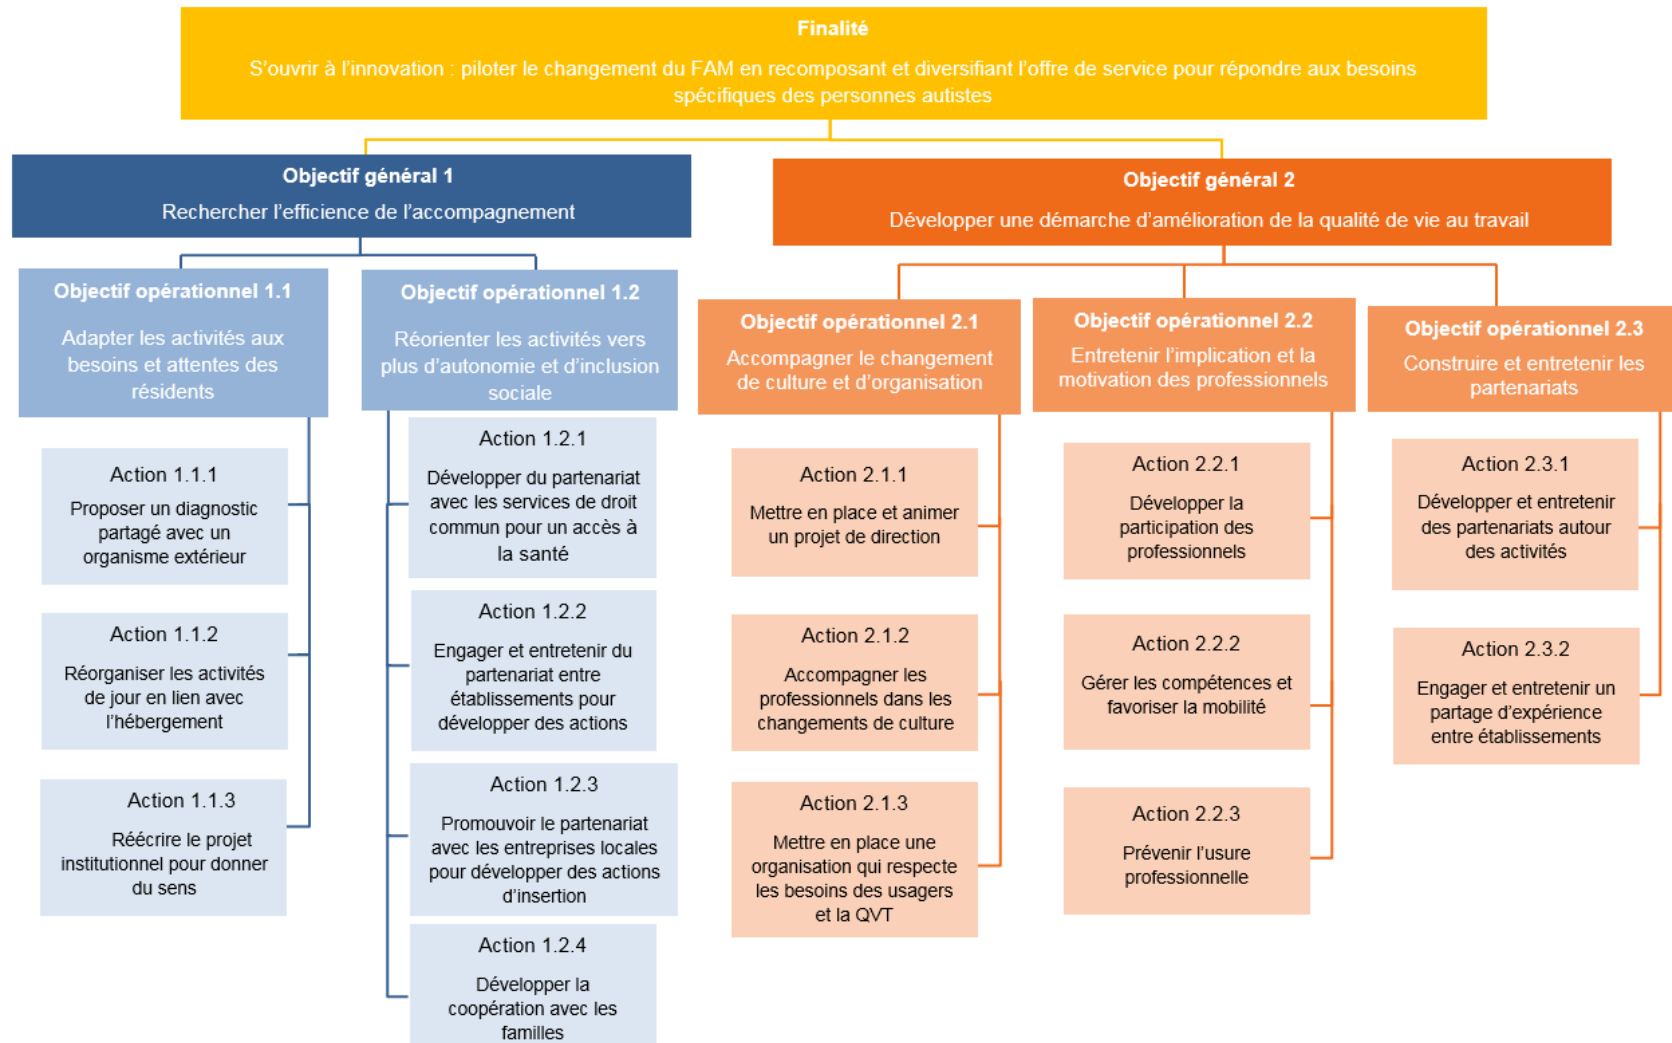 Finalité
S'ouvrir à l'innovation : piloter le changement du FAM en recomposant et diversifiant l'offre de service pour répondre aux besoins
spécifiques des personnes autistes
Objectif général 1
Rechercher l'efficience de l'accompagnement
Objectif général 2
Développer une démarche d'amélioration de la qualité de vie au travail
Objectif opérationnel 1.1
Adapter les activités aux
besoins et attentes des
résidents
Objectif opérationnel 1.2
Réorienter les activités vers
plus d'autonomie et d'inclusion
sociale
Objectif opérationnel 2.1
Accompagner le changement
de culture et d'organisation
Objectif opérationnel 2.2
Entretenir l'implication et la
motivation des professionnels
Objectif opérationnel 2.3
Construire et entretenir les
partenariats
Action 1.1.1
Proposer un diagnostic
partagé avec un
organisme extérieur
Action 1.1.2
Réorganiser les activités
de jour en lien avec
l'hébergement
Action 1.1.3
Réécrire le projet
institutionnel pour donner
du sens
Action 1.2.1
Développer du partenariat
avec les services de droit
commun pour un accès à
la santé
Action 1.2.2
Engager et entretenir du
partenariat entre
établissements pour
développer des actions
Action 1.2.3
Promouvoir le partenariat
avec les entreprises locales
pour développer des actions
d'insertion
Action 1.2.4
Développer la
coopération avec les
familles
Action 2.1.1
Mettre en place et animer
un projet de direction
Action 2.1.2
Accompagner les
professionnels dans les
changements de culture
Action 2.1.3
Mettre en place une
organisation qui respecte
les besoins des usagers
et la QVT
Action 2.2.1
Développer la
participation des
professionnels
Action 2.2.2
Gérer les compétences et
favoriser la mobilité
Action 2.2.3
Prévenir l'usure
professionnelle
Action 2.3.1
Développer et entretenir
des partenariats autour
des activités
Action 2.3.2
Engager et entretenir un
partage d'expérience
entre établissements